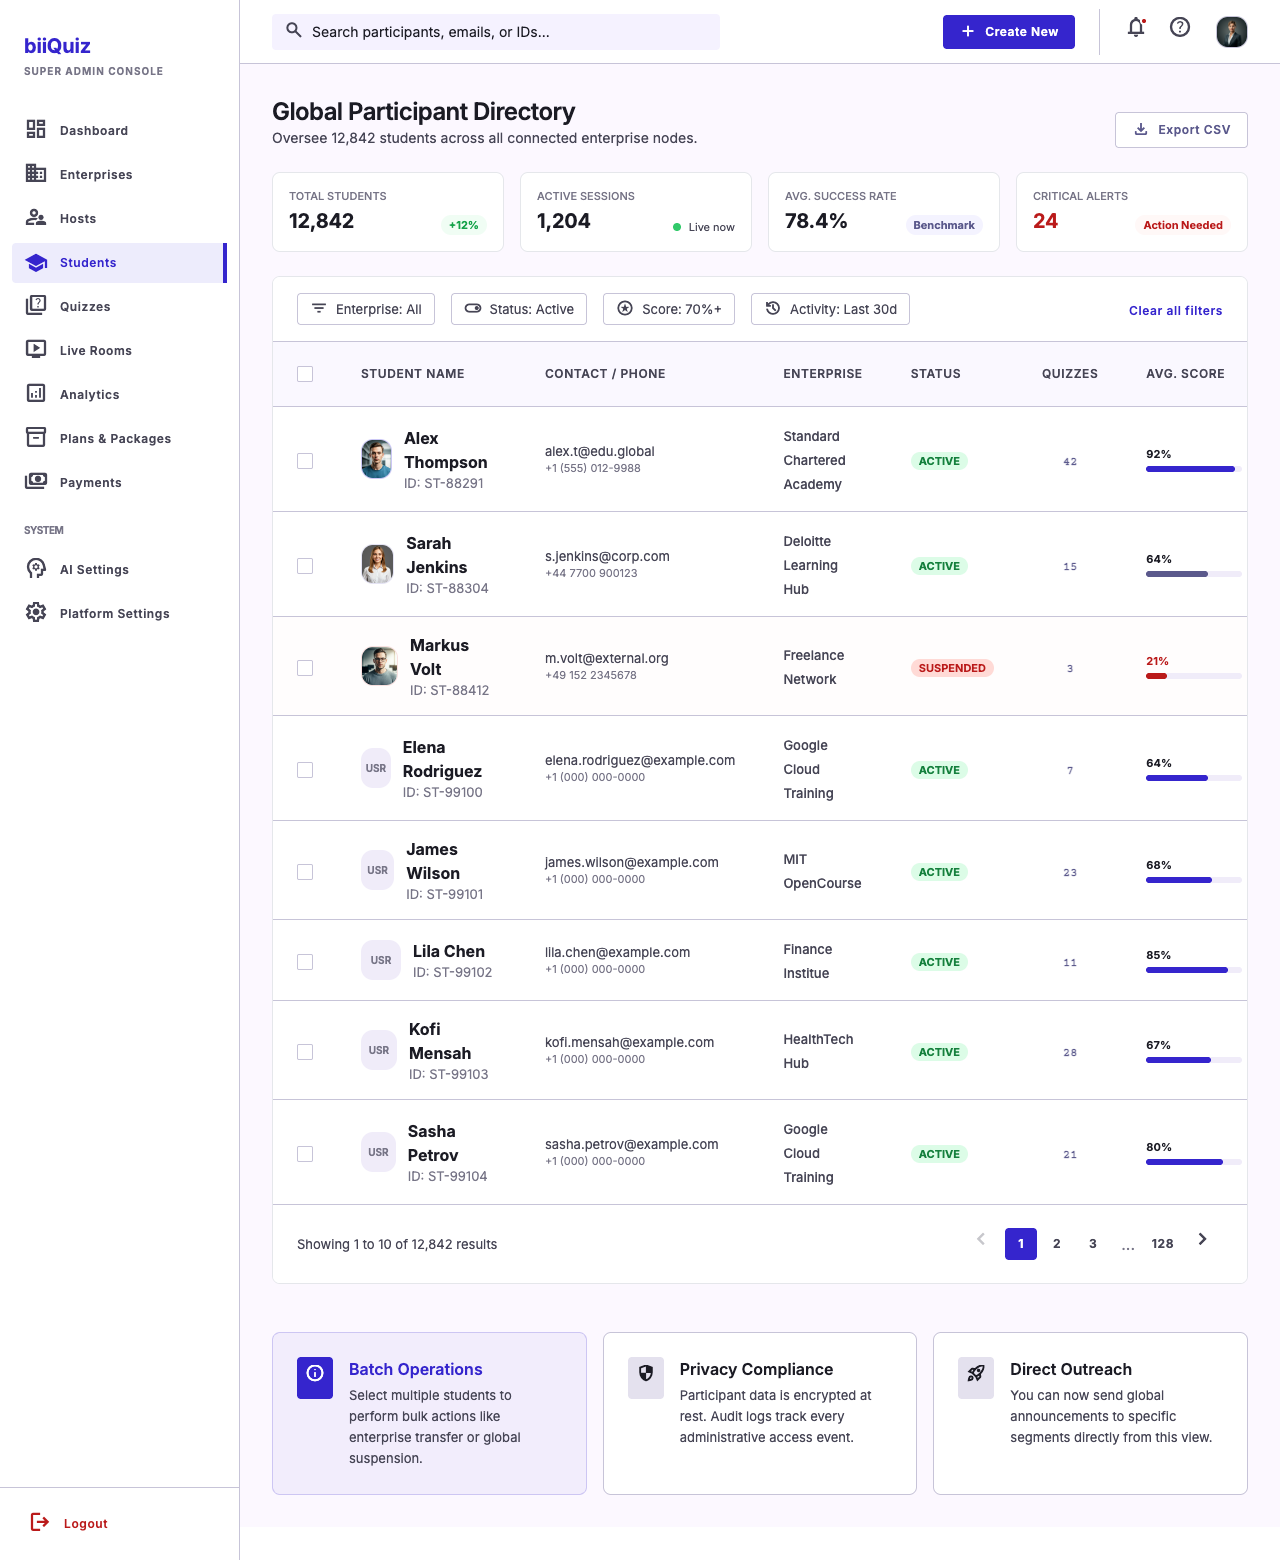 biiQuiz
SUPER ADMIN CONSOLE
Dashboard
Enterprises
Hosts
Students
Quizzes
Live Rooms
Analytics
Plans & Packages
Payments
SYSTEM
AI Settings
Platform Settings
Logout
Search participants, emails, or IDs...
Create New
Global Participant Directory
Oversee 12,842 students across all connected enterprise nodes.
Export CSV
TOTAL STUDENTS
12,842
+12%
ACTIVE SESSIONS
1,204
Live now
AVG. SUCCESS RATE
78.4%
Benchmark
CRITICAL ALERTS
24
Action Needed
Enterprise: All
Status: Active
Score: 70%+
Activity: Last 30d
Clear all filters
STUDENT NAME
CONTACT / PHONE
ENTERPRISE
STATUS
QUIZZES
AVG. SCORE
Alex
Thompson
ID: ST-88291
alex.t@edu.global
+1 (555) 012-9988
Standard
Chartered
Academy
ACTIVE
42
92%
Sarah
Jenkins
ID: ST-88304
s.jenkins@corp.com
+44 7700 900123
Deloitte
Learning
Hub
ACTIVE
15
64%
Markus
Volt
ID: ST-88412
m.volt@external.org
+49 152 2345678
Freelance
Network
SUSPENDED
3
21%
USR
Elena
Rodriguez
ID: ST-99100
elena.rodriguez@example.com
+1 (000) 000-0000
Google
Cloud
Training
ACTIVE
7
64%
USR
James
Wilson
ID: ST-99101
james.wilson@example.com
+1 (000) 000-0000
MIT
OpenCourse
ACTIVE
23
68%
USR
Lila Chen
ID: ST-99102
lila.chen@example.com
+1 (000) 000-0000
Finance
Institue
ACTIVE
11
85%
USR
Kofi
Mensah
ID: ST-99103
kofi.mensah@example.com
+1 (000) 000-0000
HealthTech
Hub
ACTIVE
28
67%
USR
Sasha
Petrov
ID: ST-99104
sasha.petrov@example.com
+1 (000) 000-0000
Google
Cloud
Training
ACTIVE
21
80%
Showing 1 to 10 of 12,842 results
1 2 3 ... 128
Batch Operations
Select multiple students to
perform bulk actions like
enterprise transfer or global
suspension.
Privacy Compliance
Participant data is encrypted at
rest. Audit logs track every
administrative access event.
Direct Outreach
You can now send global
announcements to specific
segments directly from this view.